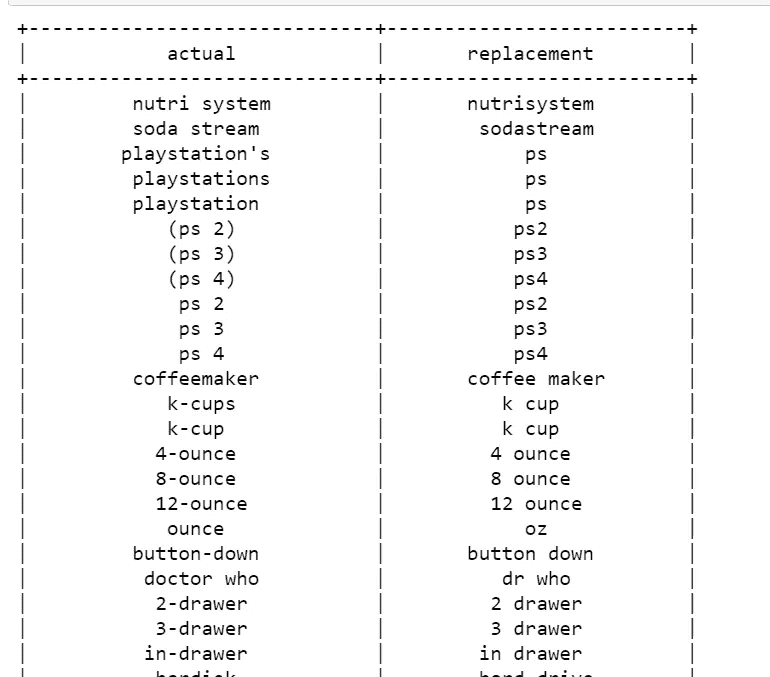 +------------------------------+--------------------------+
| actual | replacement |
+------------------------------+--------------------------+
| nutri system | nutrisystem |
| soda stream | sodastream |
| playstation's | ps |
| playstations | ps |
| playstation | ps |
| (ps 2) | ps2 |
| (ps 3) | ps3 |
| (ps 4) | ps4 |
| ps 2 | ps2 |
| ps 3 | ps3 |
| ps 4 | ps4 |
| coffeemaker | coffee maker |
| k-cups | k cup |
| k-cup | k cup |
| 4-ounce | 4 ounce |
| 8-ounce | 8 ounce |
| 12-ounce | 12 ounce |
| ounce | oz |
| button-down | button down |
| doctor who | dr who |
| 2-drawer | 2 drawer |
| 3-drawer | 3 drawer |
| in-drawer | in drawer |